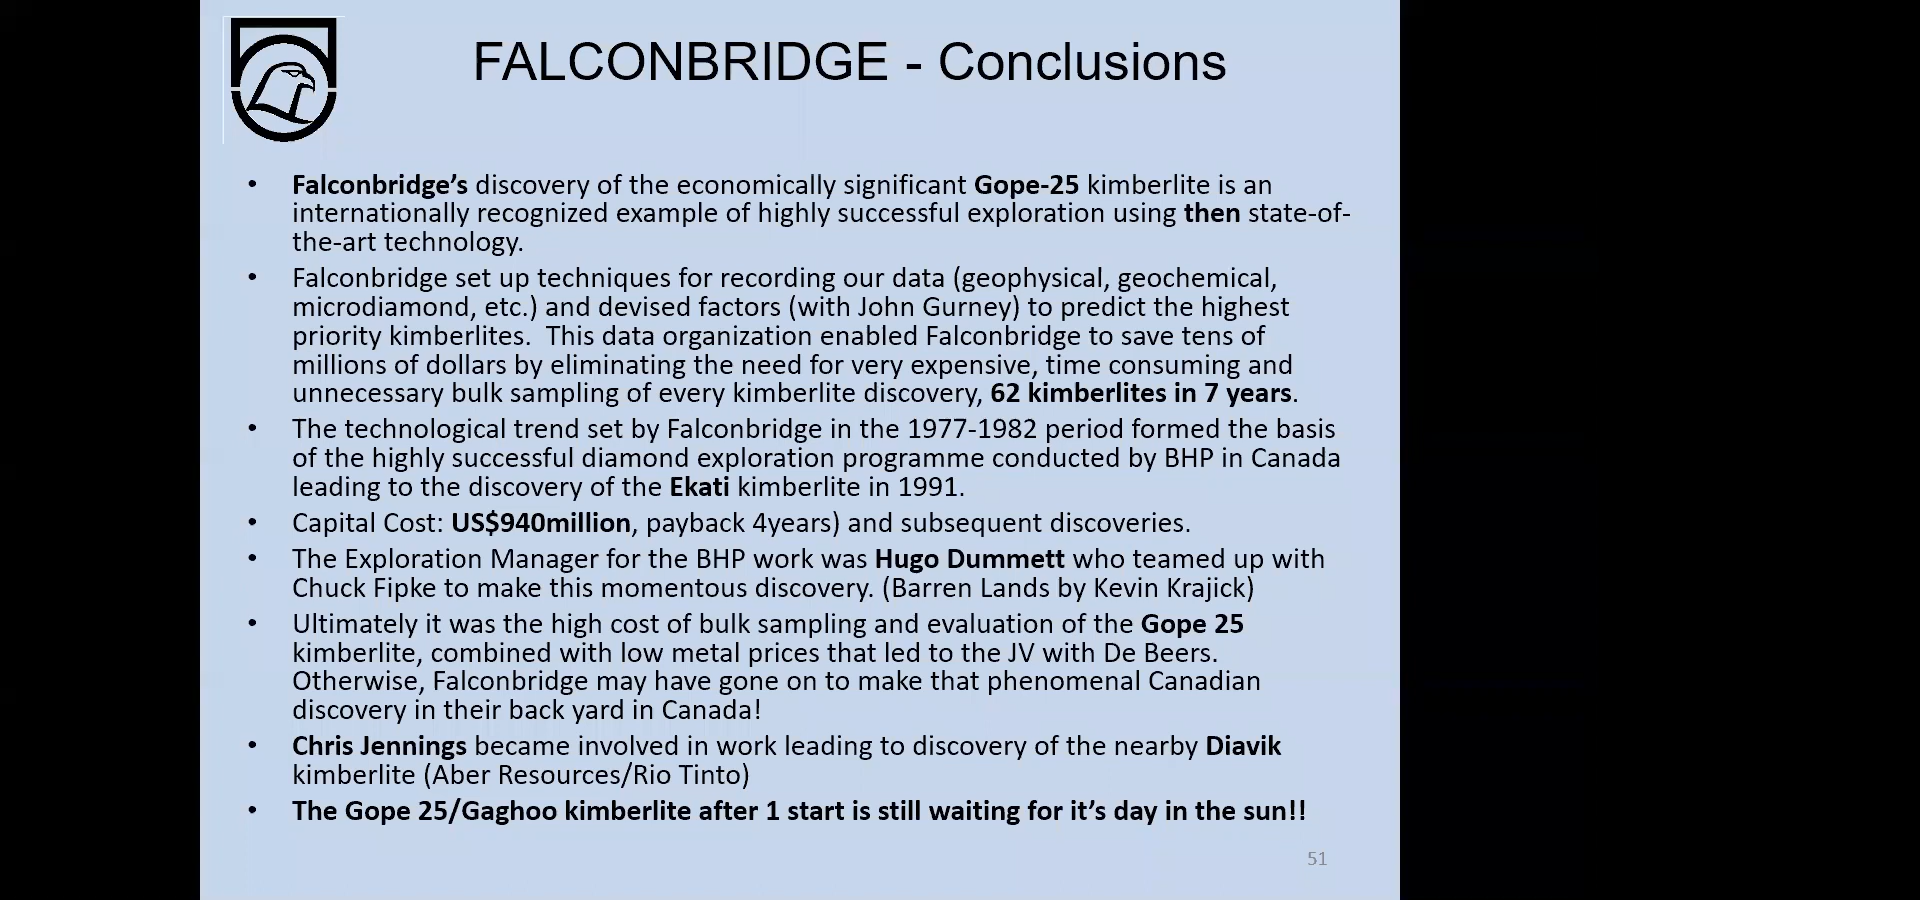 FALCONBRIDGE - Conclusions
• Falconbridge’s discovery of the economically significant Gope-25 kimberlite is an
internationally recognized example of highly successful exploration using then state-of-
the-art technology.
• Falconbridge set up techniques for recording our data (geophysical, geochemical,
microdiamond, etc.) and devised factors (with John Gurney) to predict the highest
priority kimberlites.  This data organization enabled Falconbridge to save tens of
millions of dollars by eliminating the need for very expensive, time consuming and
unnecessary bulk sampling of every kimberlite discovery, 62 kimberlites in 7 years.
• The technological trend set by Falconbridge in the 1977-1982 period formed the basis
of the highly successful diamond exploration programme conducted by BHP in Canada
leading to the discovery of the Ekati kimberlite in 1991.
• Capital Cost: US$940million, payback 4years) and subsequent discoveries.
• The Exploration Manager for the BHP work was Hugo Dummett who teamed up with
Chuck Fipke to make this momentous discovery. (Barren Lands by Kevin Krajick)
• Ultimately it was the high cost of bulk sampling and evaluation of the Gope 25
kimberlite, combined with low metal prices that led to the JV with De Beers.
Otherwise, Falconbridge may have gone on to make that phenomenal Canadian
discovery in their back yard in Canada!
• Chris Jennings became involved in work leading to discovery of the nearby Diavik
kimberlite (Aber Resources/Rio Tinto)
• The Gope 25/Gaghoo kimberlite after 1 start is still waiting for it’s day in the sun!!
51